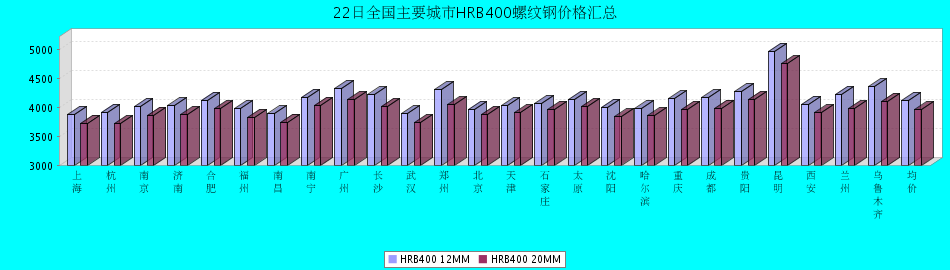 22日全国主要城市HRB400螺纹钢价格汇总
5000
4500
4000
3500
3000
上海
杭州
南京
济南
合肥
福州
南昌
南宁
广州
长沙
武汉
郑州
北京
天津
石家庄
太原
沈阳
哈尔滨
重庆
成都
贵阳
昆明
西安
兰州
乌鲁木齐
均价
HRB400 12MM
HRB400 20MM